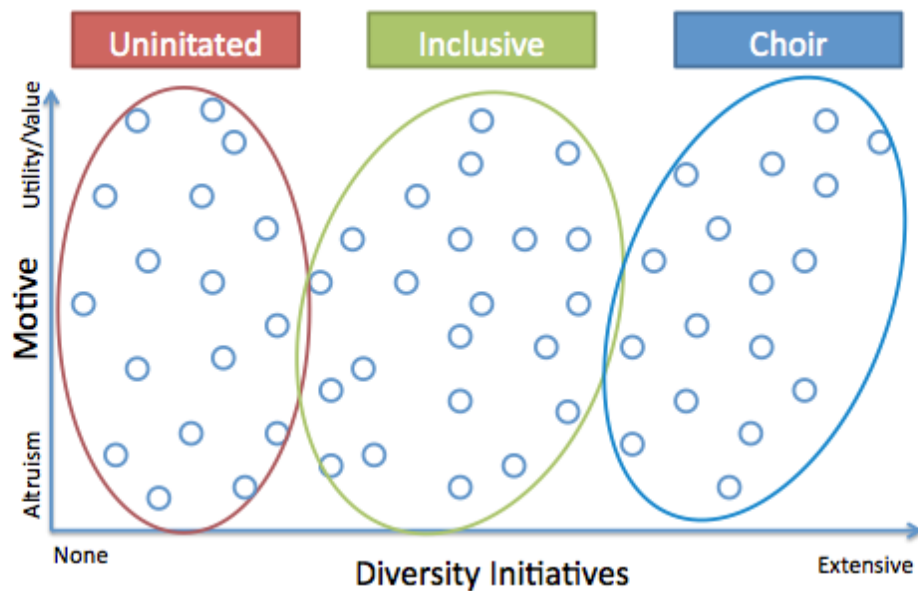 Uninitated
Inclusive
Choir
Utility/Value
Motive
Altruism
None
Diversity Initiatives
Extensive